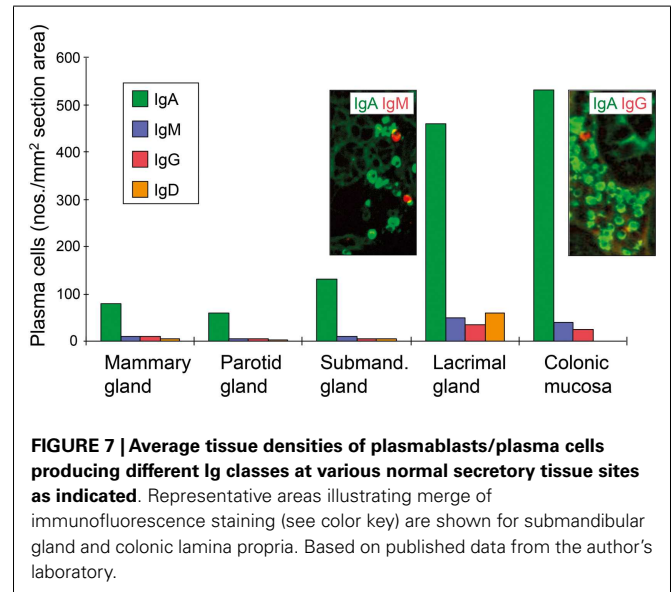 Plasma cells (nos./mm² section area)
600
500
400
300
200
100
0
IgA
IgM
IgG
IgD
IgA IgM
IgA IgG
Mammary gland
Parotid gland
Submand. gland
Lacrimal gland
Colonic mucosa
FIGURE 7 | Average tissue densities of plasmablasts/plasma cells
producing different Ig classes at various normal secretory tissue sites
as indicated. Representative areas illustrating merge of
immunofluorescence staining (see color key) are shown for submandibular
gland and colonic lamina propria. Based on published data from the author's
laboratory.